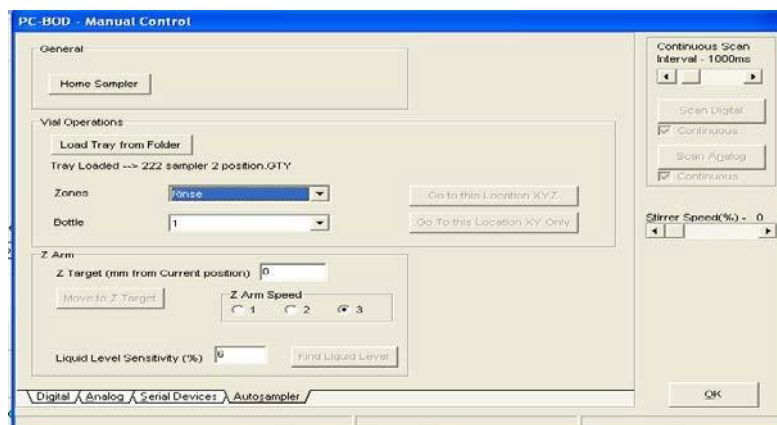 PC-BOD - Manual Control
General
Home Sampler
Vial Operations
Load Tray from Folder
Tray Loaded --> 222 sampler 2 position.GTY
Zones
Rinse
Go to this Location XYZ
Bottle
1
Go To this Location XY Only
Z Arm
Z Target (mm from Current position)
0
Move to Z Target
Z Arm Speed
1 2 3
Liquid Level Sensitivity (%)
6
Find Liquid Level
Digital Analog Serial Devices Autosampler
Continuous Scan
Interval - 1000ms
Scan Digital
Continuous
Scan Analog
Continuous
Stirrer Speed(%) - 0
OK